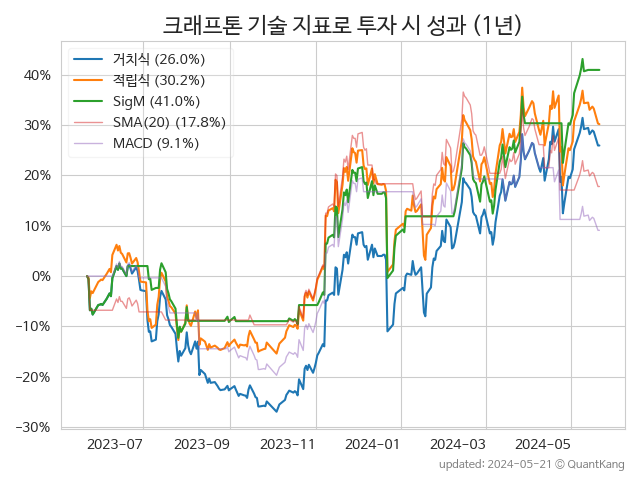 크래프톤 기술 지표로 투자 시 성과 (1년)
거치식 (26.0%)
적립식 (30.2%)
SigM (41.0%)
SMA(20) (17.8%)
MACD (9.1%)
40%
30%
20%
10%
0%
−10%
−20%
−30%
2023-07
2023-09
2023-11
2024-01
2024-03
2024-05
updated: 2024-05-21 © QuantKang